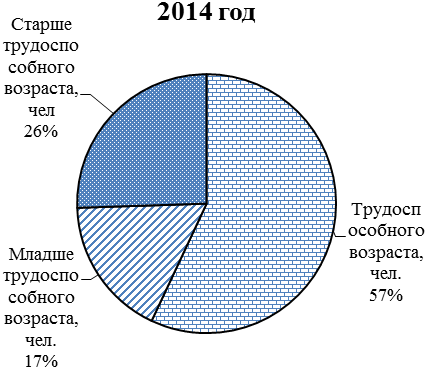 2014 год
Старше
трудоспо
собного
возраста,
чел
26%
Трудосп
особного
возраста,
чел.
57%
Младше
трудоспо
собного
возраста,
чел.
17%